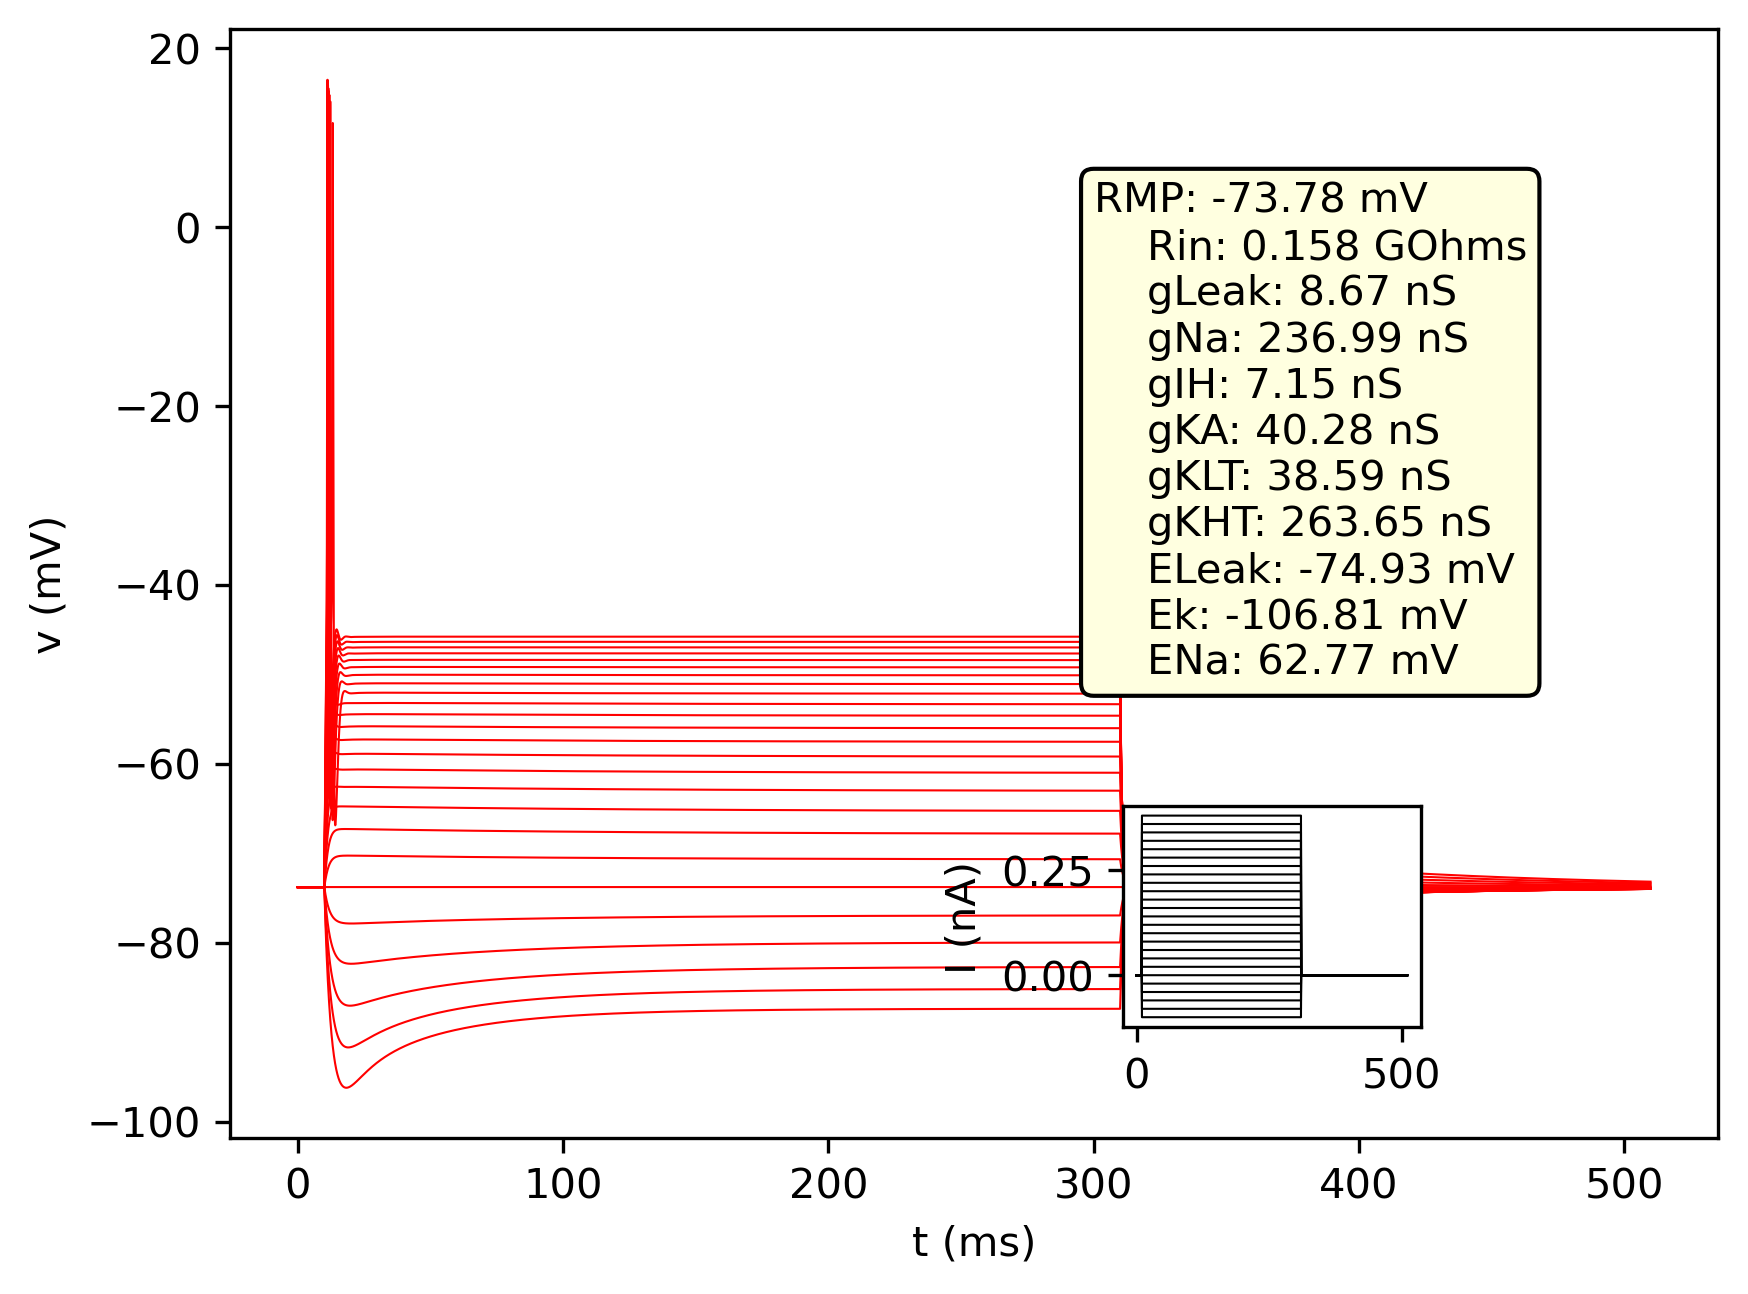 20
0
−20
−40
−60
−80
−100
v (mV)
0
100
200
300
400
500
t (ms)
RMP: -73.78 mV
Rin: 0.158 GOhms
gLeak: 8.67 nS
gNa: 236.99 nS
gIH: 7.15 nS
gKA: 40.28 nS
gKLT: 38.59 nS
gKHT: 263.65 nS
ELeak: -74.93 mV
Ek: -106.81 mV
ENa: 62.77 mV
I (nA)
0.25
0.00
0
500